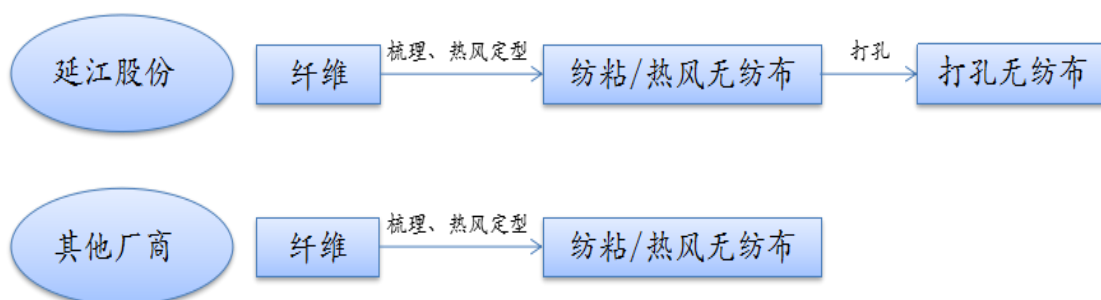 梳理、热风定型
打孔
延江股份
纤维
纺粘/热风无纺布
打孔无纺布
梳理、热风定型
其他厂商
纤维
纺粘/热风无纺布